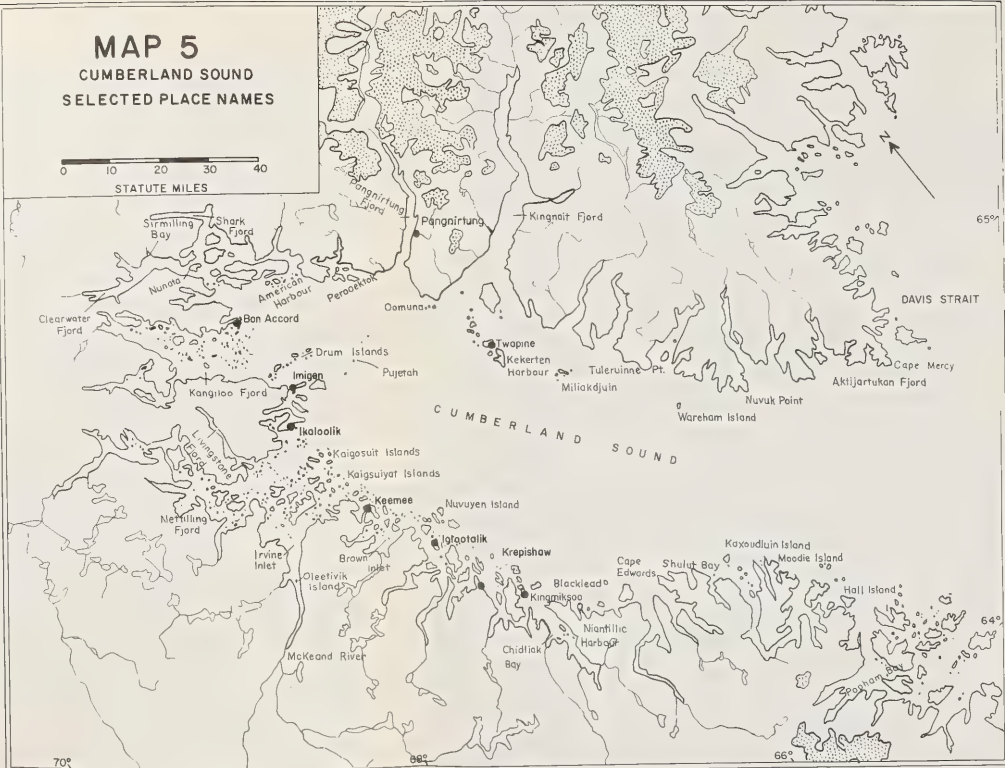 MAP 5
CUMBERLAND SOUND
SELECTED PLACE NAMES
0 10 20 30 40
STATUTE MILES
N
65°
Pangnirtung
Fjord
Pangnirtung
Kingnait Fjord
Sirmilling
Bay
Shark
Fjord
Nunata
American
Harbour
Peraoektok
Oomuna
DAVIS STRAIT
Clearwater
Fjord
Bon Accord
Drum Islands
Pujetah
Imigen
Kangiloo Fjord
Twapine
Kekerten
Harbour
Miliakdjuin
Tuleruinne Pt.
Cape Mercy
Aktijartukan Fjord
Nuvuk Point
Wareham Island
CUMBERLAND SOUND
Ikaloolik
Livingstone
Fjord
Kaigosuit Islands
Kaigsuiyat Islands
Keemee
Nuvuyen Island
Nettilling
Fjord
Irvine
Inlet
Brown
Inlet
Iglootalik
Krepishaw
Oleetivik
Islands
Blacklead
Kingmiksoo
Cape
Edwards
Shulut Bay
Kaxoudluin Island
Moodie Island
Hall Island
64°
Niantilic
Harbour
Chidliak
Bay
McKeand River
Popham Bay
70°
68°
66°